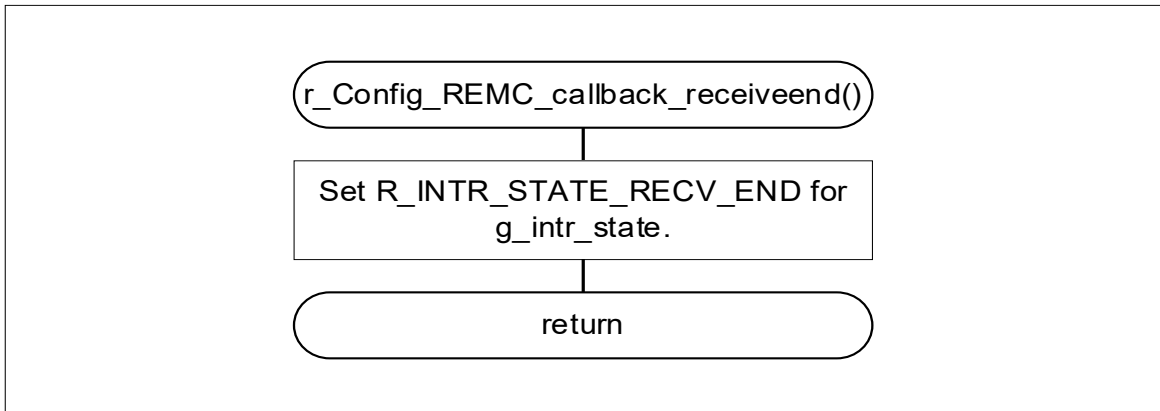 r_Config_REMC_callback_receiveend()
Set R_INTR_STATE_RECV_END for
g_intr_state.
return